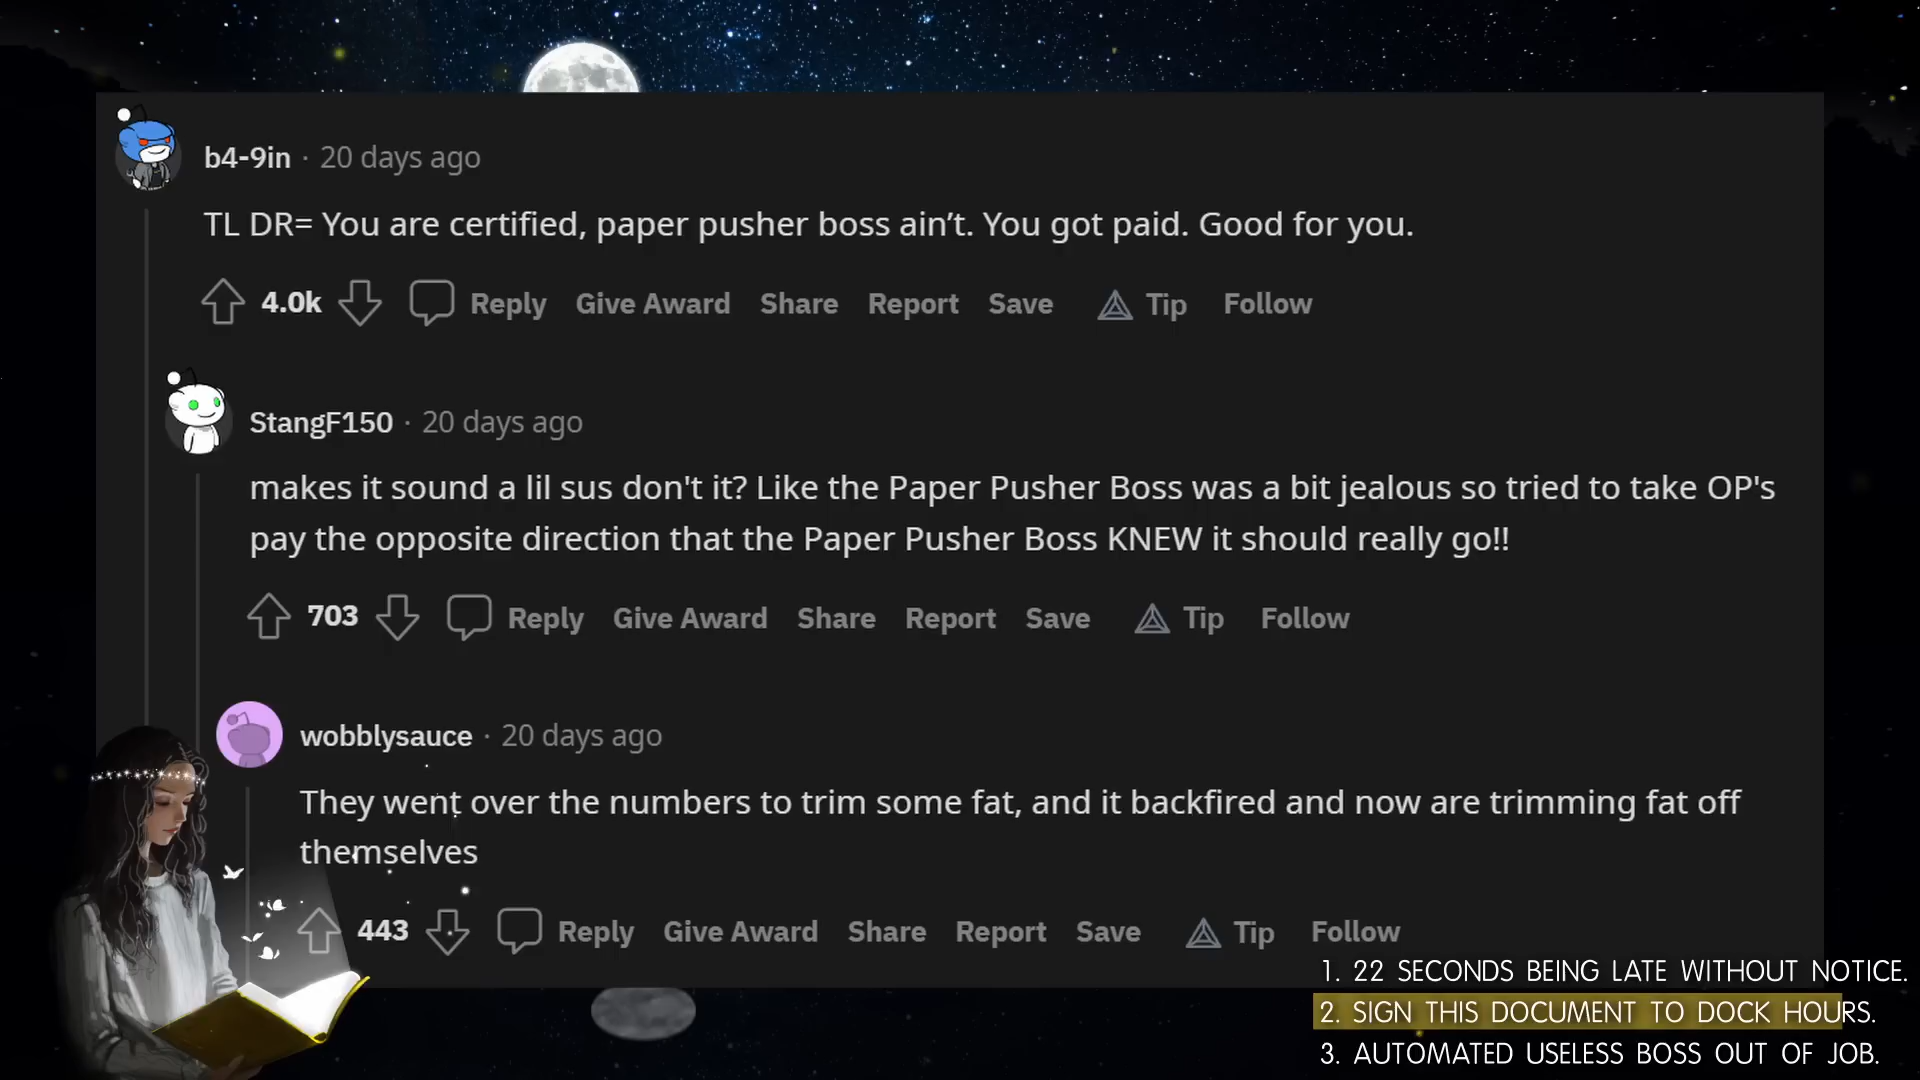 b4-9in · 20 days ago
TL DR= You are certified, paper pusher boss ain’t. You got paid. Good for you.
4.0k Reply Give Award Share Report Save Tip Follow
StangF150 · 20 days ago
makes it sound a lil sus don't it? Like the Paper Pusher Boss was a bit jealous so tried to take OP's
pay the opposite direction that the Paper Pusher Boss KNEW it should really go!!
703 Reply Give Award Share Report Save Tip Follow
wobblysauce · 20 days ago
They went over the numbers to trim some fat, and it backfired and now are trimming fat off
themselves
443 Reply Give Award Share Report Save Tip Follow
1. 22 SECONDS BEING LATE WITHOUT NOTICE.
2. SIGN THIS DOCUMENT TO DOCK HOURS.
3. AUTOMATED USELESS BOSS OUT OF JOB.